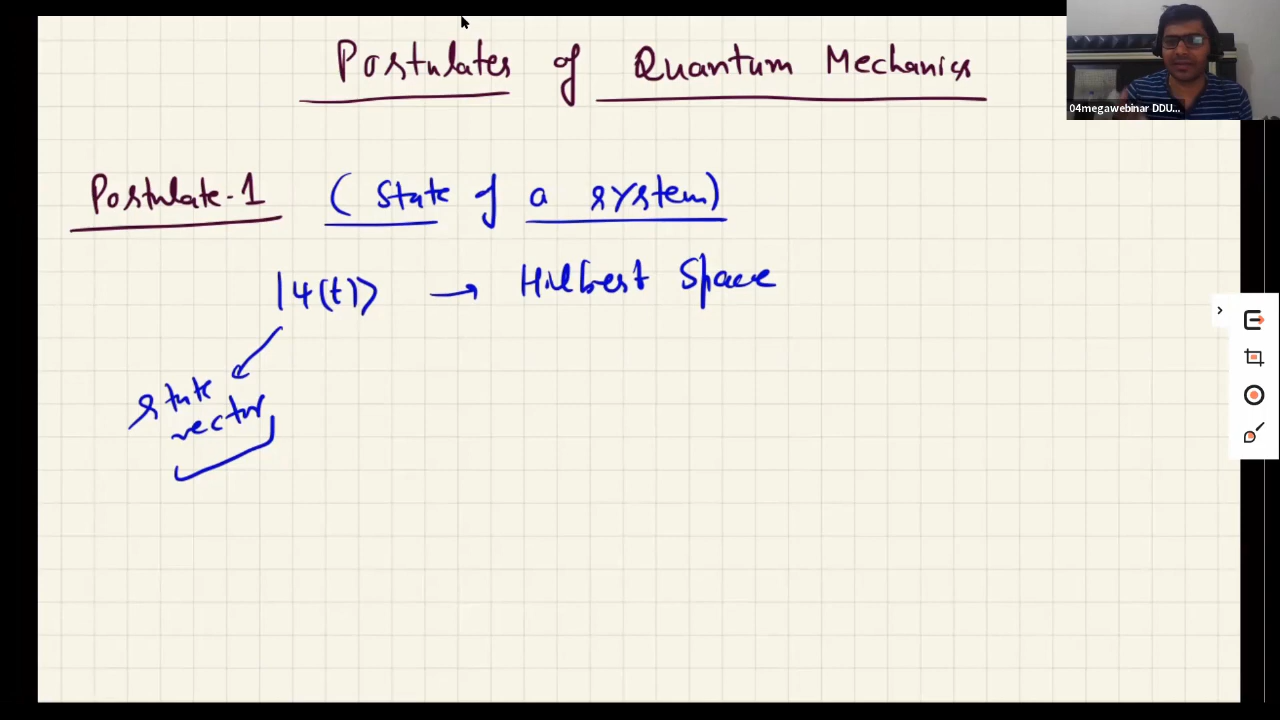 Postulates of Quantum Mechanics
04megawebinar DDU...
Postulate-1 (State of a system)
|ψ(t)⟩ → Hilbert Space
state
vector